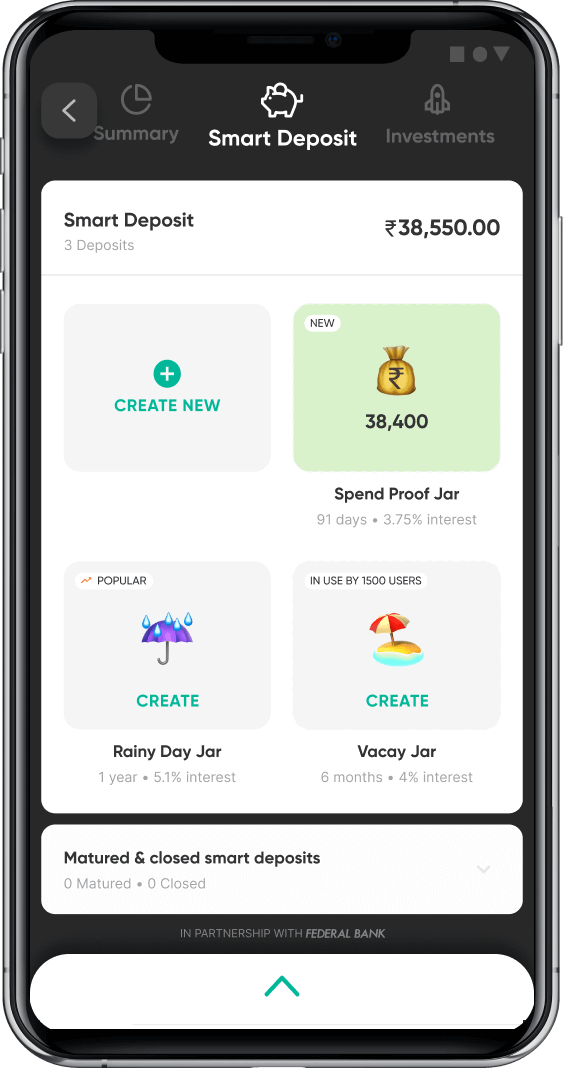 Summary
Smart Deposit
Investments
Smart Deposit
₹38,550.00
3 Deposits
NEW
₹
38,400
CREATE NEW
Spend Proof Jar
91 days • 3.75% interest
POPULAR
IN USE BY 1500 USERS
CREATE
CREATE
Rainy Day Jar
Vacay Jar
1 year • 5.1% interest
6 months • 4% interest
Matured & closed smart deposits
0 Matured • 0 Closed
IN PARTNERSHIP WITH FEDERAL BANK